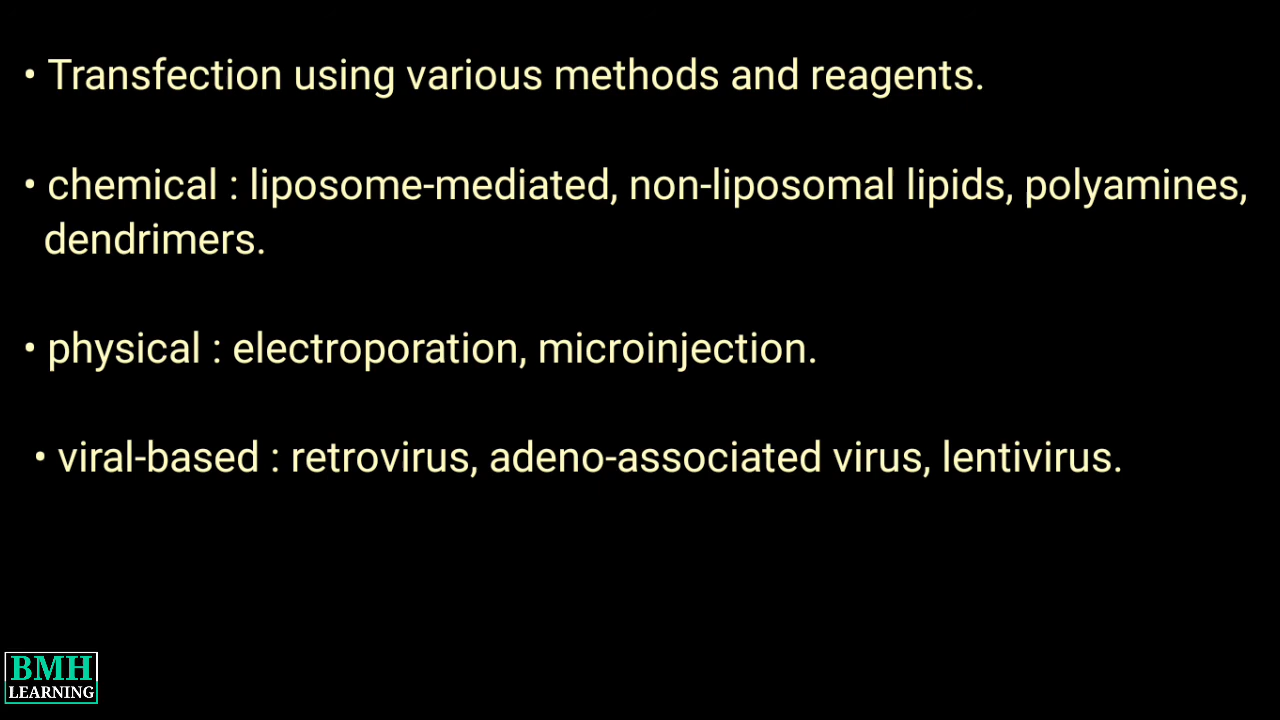 • Transfection using various methods and reagents.
• chemical : liposome-mediated, non-liposomal lipids, polyamines,
dendrimers.
• physical : electroporation, microinjection.
• viral-based : retrovirus, adeno-associated virus, lentivirus.
BMH
LEARNING